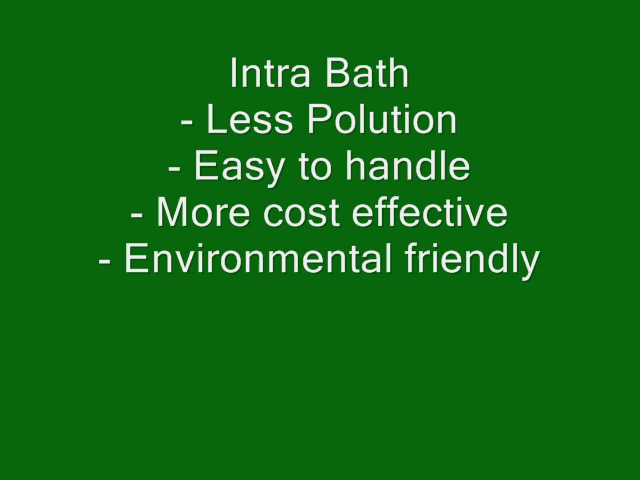 Intra Bath
- Less Polution
- Easy to handle
- More cost effective
- Environmental friendly